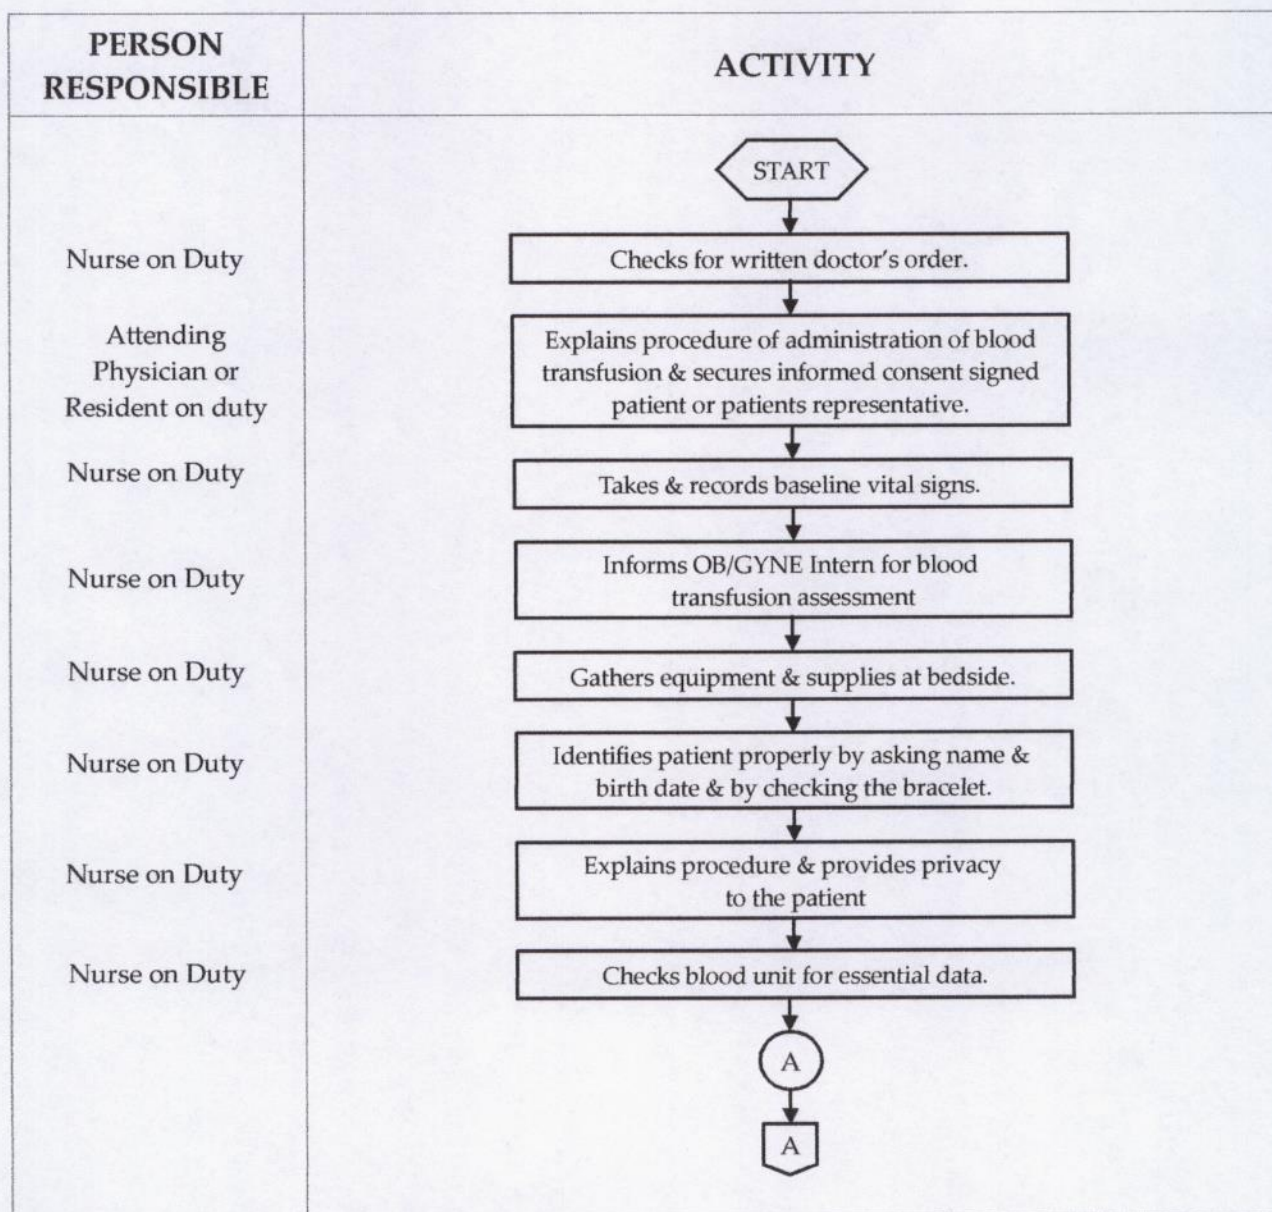 PERSON
RESPONSIBLE
ACTIVITY
START
Nurse on Duty
Checks for written doctor's order.
Attending
Physician or
Resident on duty
Explains procedure of administration of blood
transfusion & secures informed consent signed
patient or patients representative.
Nurse on Duty
Takes & records baseline vital signs.
Nurse on Duty
Informs OB/GYNE Intern for blood
transfusion assessment
Nurse on Duty
Gathers equipment & supplies at bedside.
Nurse on Duty
Identifies patient properly by asking name &
birth date & by checking the bracelet.
Nurse on Duty
Explains procedure & provides privacy
to the patient
Nurse on Duty
Checks blood unit for essential data.
A
A